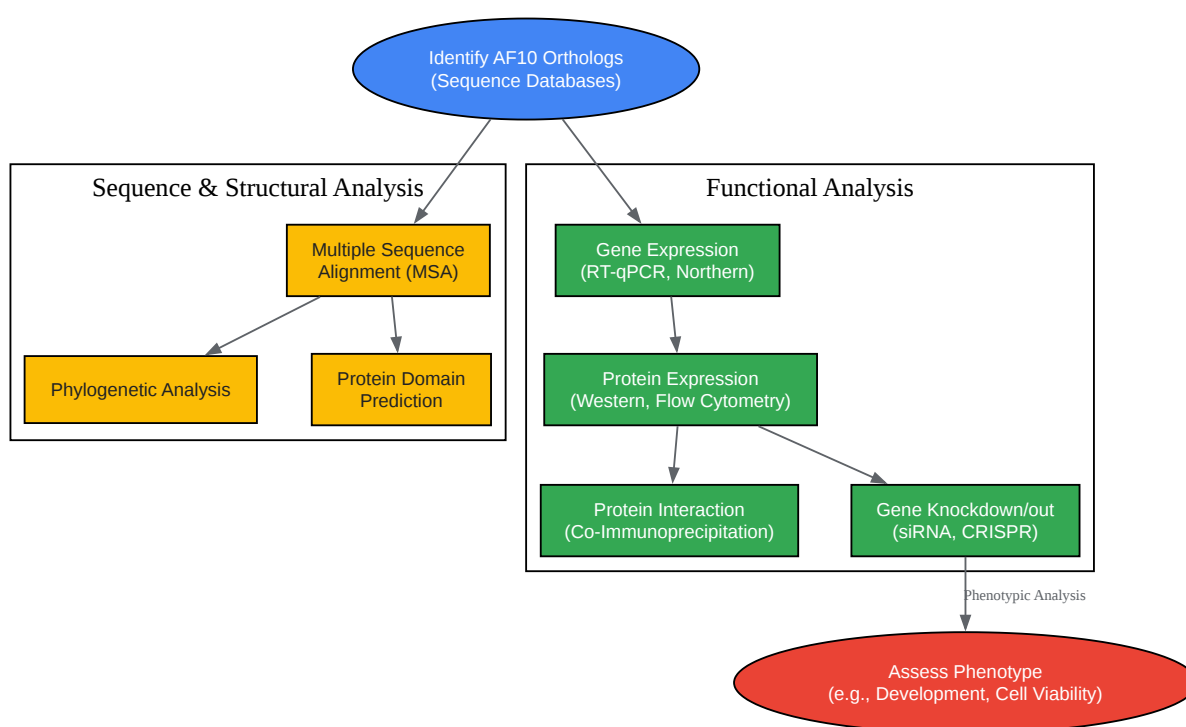 Identify AF10 Orthologs
(Sequence Databases)
Sequence & Structural Analysis
Multiple Sequence
Alignment (MSA)
Phylogenetic Analysis
Protein Domain
Prediction
Functional Analysis
Gene Expression
(RT-qPCR, Northern)
Protein Expression
(Western, Flow Cytometry)
Protein Interaction
(Co-Immunoprecipitation)
Gene Knockdown/out
(siRNA, CRISPR)
Phenotypic Analysis
Assess Phenotype
(e.g., Development, Cell Viability)